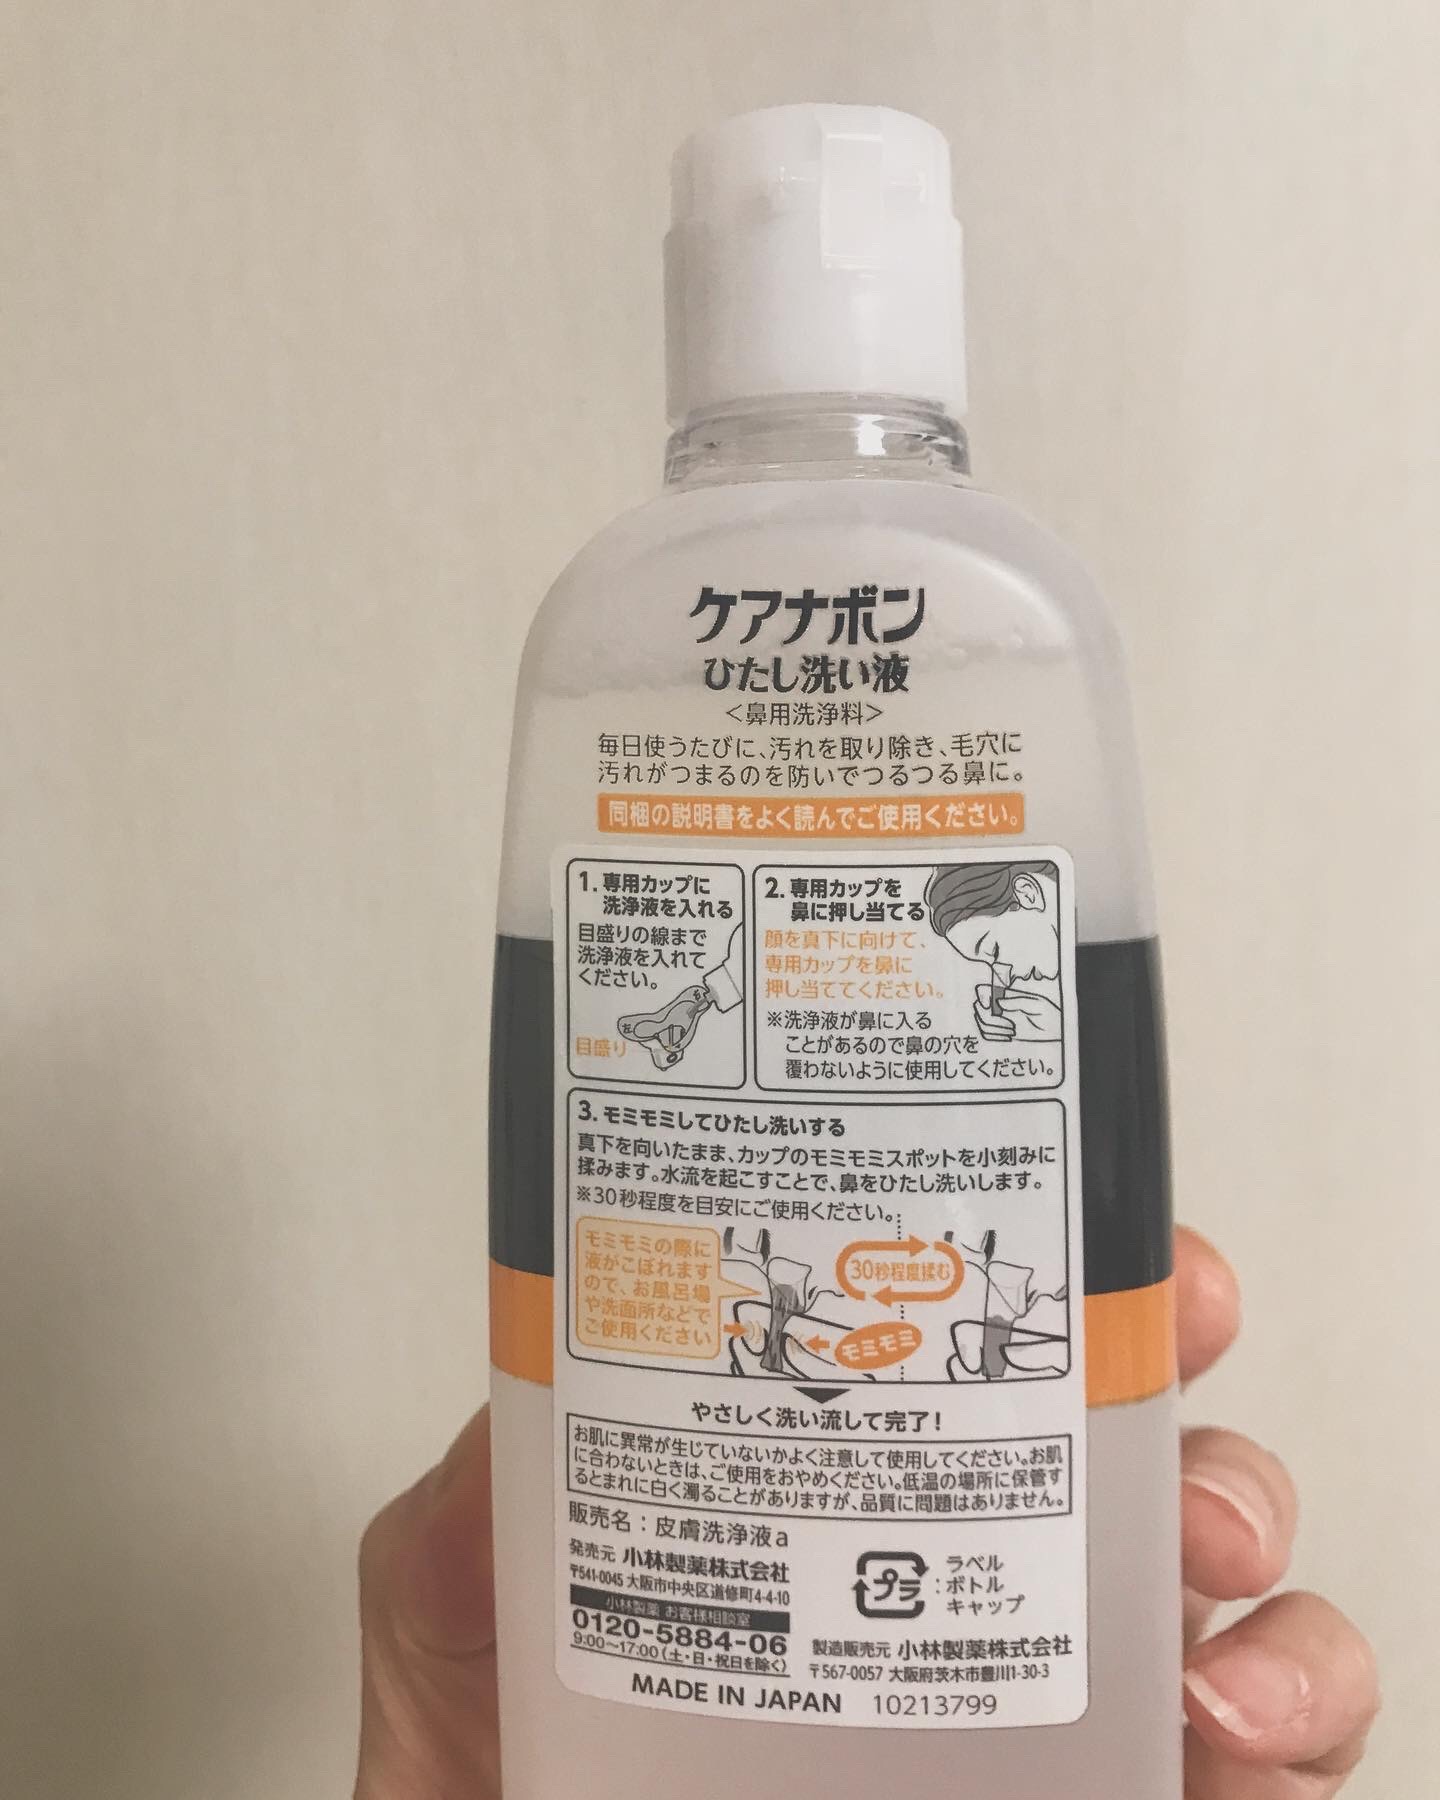 ケアナボン
ひたし洗い液
＜鼻用洗浄料＞
毎日使うたびに、汚れを取り除き、毛穴に
汚れがつまるのを防いでつるつる鼻に。
同梱の説明書をよく読んでご使用ください。
1. 専用カップに
洗浄液を入れる
目盛りの線まで
洗浄液を入れて
ください。
右
左
目盛り
2. 専用カップを
鼻に押し当てる
顔を真下に向けて、
専用カップを鼻に
押し当ててください。
※洗浄液が鼻に入る
ことがあるので鼻の穴を
覆わないように使用してください。
3. モミモミしてひたし洗いする
真下を向いたまま、カップのモミモミスポットを小刻みに
揉みます。水流を起こすことで、鼻をひたし洗いします。
※30秒程度を目安にご使用ください。
モミモミの際に
液がこぼれます
ので、お風呂場
や洗面所などで
ご使用ください
30秒程度揉む
モミモミ
やさしく洗い流して完了！
お肌に異常が生じていないかよく注意して使用してください。お肌
に合わないときは、ご使用をおやめください。低温の場所に保管す
るとまれに白く濁ることがありますが、品質に問題はありません。
販売名：皮膚洗浄液a
発売元 小林製薬株式会社
〒541-0045 大阪市中央区道修町4-4-10
小林製薬 お客様相談室
0120-5884-06
9:00〜17:00（土・日・祝日を除く）
プラ
ラベル
：ボトル
キャップ
製造販売元 小林製薬株式会社
〒567-0057 大阪府茨木市豊川1-30-3
MADE IN JAPAN 10213799